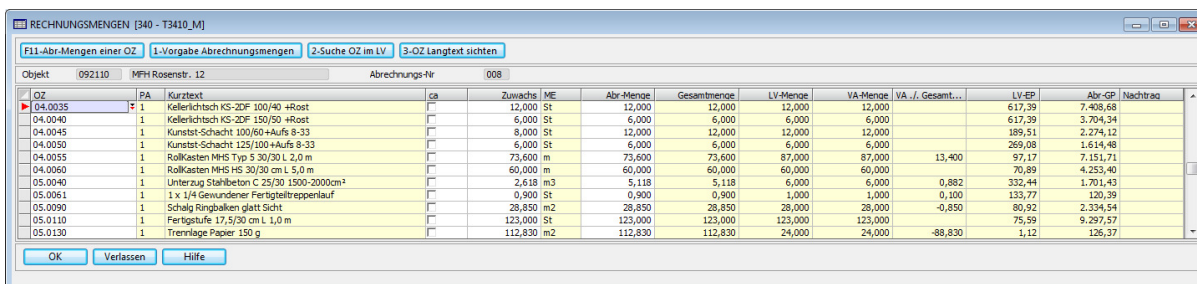 RECHNUNGSMENGEN [340 - T3410_M]
F11-Abr-Mengen einer OZ 1-Vorgabe Abrechnungsmengen 2-Suche OZ im LV 3-OZ Langtext sichten
Objekt 092110 MFH Rosenstr. 12 Abrechnungs-Nr 008
OZ PA Kurztext ca Zuwachs ME Abr-Menge Gesamtmenge LV-Menge VA-Menge VA ./. Gesamt... LV-EP Abr-GP Nachtrag
04.0035 1 Kellerlichtsch KS-2DF 100/40 +Rost 12,000 St 12,000 12,000 12,000 12,000 617,39 7.408,68
04.0040 1 Kellerlichtsch KS-2DF 150/50 +Rost 6,000 St 6,000 6,000 6,000 6,000 617,39 3.704,34
04.0045 1 Kunstst-Schacht 100/60+Aufs 8-33 8,000 St 12,000 12,000 12,000 12,000 189,51 2.274,12
04.0050 1 Kunstst-Schacht 125/100+Aufs 8-33 6,000 St 6,000 6,000 6,000 6,000 269,08 1.614,48
04.0055 1 RollKasten MHS Typ 5 30/30 L 2,0 m 73,600 m 73,600 73,600 87,000 87,000 13,400 97,17 7.151,71
04.0060 1 RollKasten MHS HS 30/30 cm L 5,0 m 60,000 m 60,000 60,000 60,000 60,000 70,89 4.253,40
05.0040 1 Unterzug Stahlbeton C 25/30 1500-2000cm² 2,618 m3 5,118 5,118 6,000 6,000 0,882 332,44 1.701,43
05.0061 1 1 x 1/4 Gewundener Fertigteiltreppenlauf 0,900 St 0,900 0,900 1,000 1,000 0,100 133,77 120,39
05.0090 1 Schalg Ringbalken glatt Sicht 28,850 m2 28,850 28,850 28,000 28,000 -0,850 80,92 2.334,54
05.0110 1 Fertigstufe 17,5/30 cm L 1,0 m 123,000 St 123,000 123,000 123,000 123,000 75,59 9.297,57
05.0130 1 Trennlage Papier 150 g 112,830 m2 112,830 112,830 24,000 24,000 -88,830 1,12 126,37
OK Verlassen Hilfe